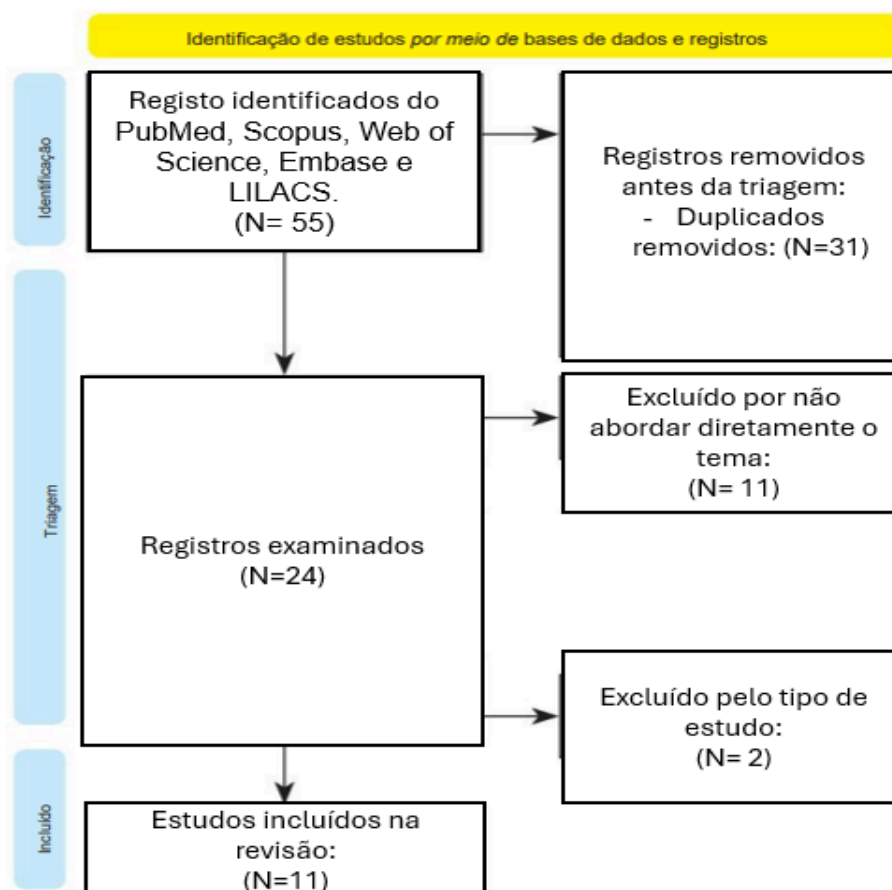 Identificação de estudos por meio de bases de dados e registros
Identificação
Registo identificados do
PubMed, Scopus, Web of
Science, Embase e
LILACS.
(N= 55)
Registros removidos
antes da triagem:
- Duplicados
removidos: (N=31)
Triagem
Registros examinados
(N=24)
Excluído por não
abordar diretamente o
tema:
(N= 11)
Excluído pelo tipo de
estudo:
(N= 2)
Incluído
Estudos incluídos na
revisão:
(N=11)